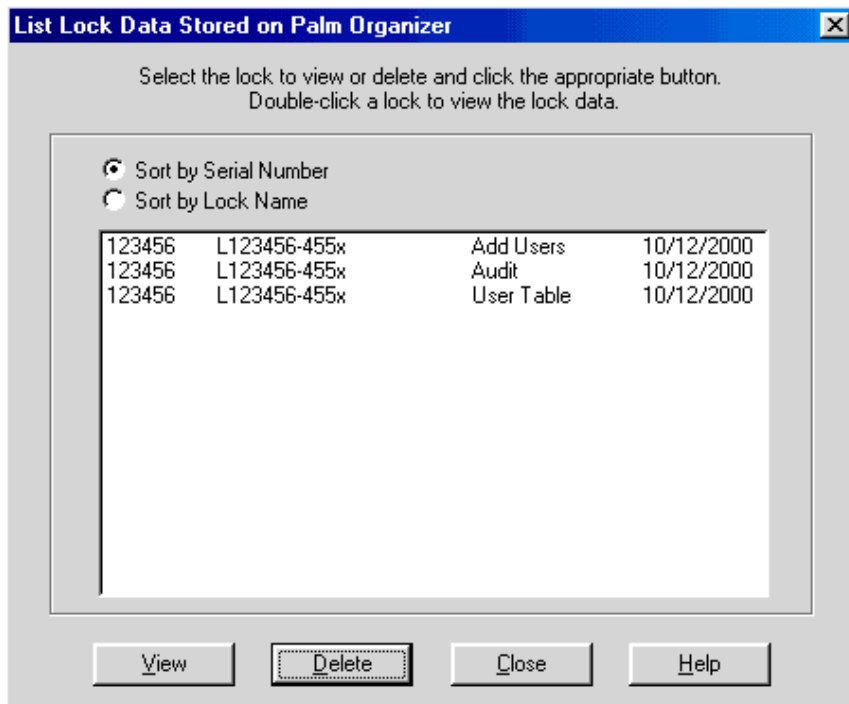 List Lock Data Stored on Palm Organizer
Select the lock to view or delete and click the appropriate button.
Double-click a lock to view the lock data.
Sort by Serial Number
Sort by Lock Name
123456 L123456-455x Add Users 10/12/2000
123456 L123456-455x Audit 10/12/2000
123456 L123456-455x User Table 10/12/2000
View Delete Close Help